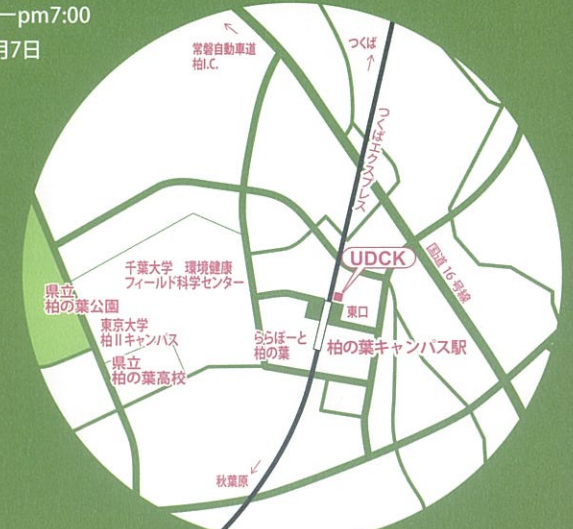 ーpm7:00
月7日
常磐自動車道
柏I.C.
つくば
つくばエクスプレス
国道16号線
UDCK
東口
柏の葉キャンパス駅
千葉大学 環境健康
フィールド科学センター
県立
柏の葉公園
東京大学
柏Ⅱキャンパス
県立
柏の葉高校
ららぽーと
柏の葉
秋葉原